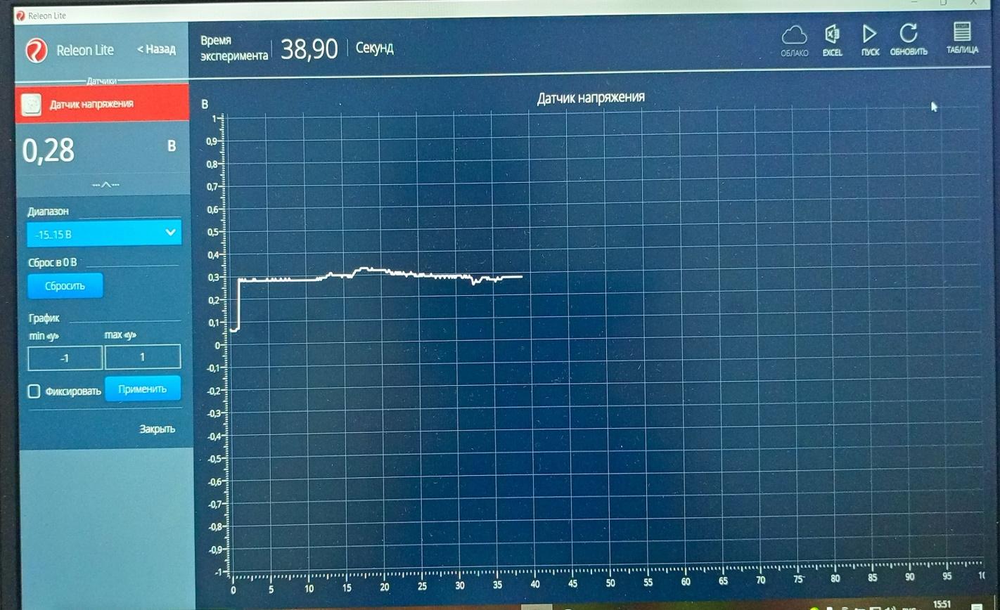 Releon Lite
Releon Lite
< Назад
Время
эксперимента
38,90
Секунд
ОБЛАКО
EXCEL
ПУСК
ОБНОВИТЬ
ТАБЛИЦА
Датчики
Датчик напряжения
0,28
В
Диапазон
-15..15 В
Сброс в 0 В
Сбросить
График
min «y»
max «y»
-1
1
Фиксировать
Применить
Закрыть
В
Датчик напряжения
1
0,9
0,8
0,7
0,6
0,5
0,4
0,3
0,2
0,1
0
-0,1
-0,2
-0,3
-0,4
-0,5
-0,6
-0,7
-0,8
-0,9
-1
0 5 10 15 20 25 30 35 40 45 50 55 60 65 70 75 80 85 90 95
15:51